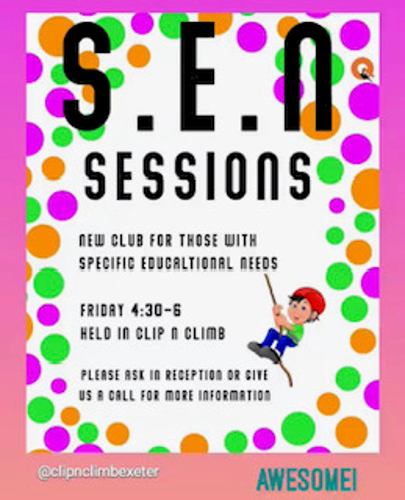 S.E.N
SESSIONS
NEW CLUB FOR THOSE WITH
SPECIFIC EDUCALTIONAL NEEDS
FRIDAY 4:30-6
HELD IN CLIP N CLIMB
PLEASE ASK IN RECEPTION OR GIVE
US A CALL FOR MORE INFORMATION
@clipnclimbexeter
AWESOME!